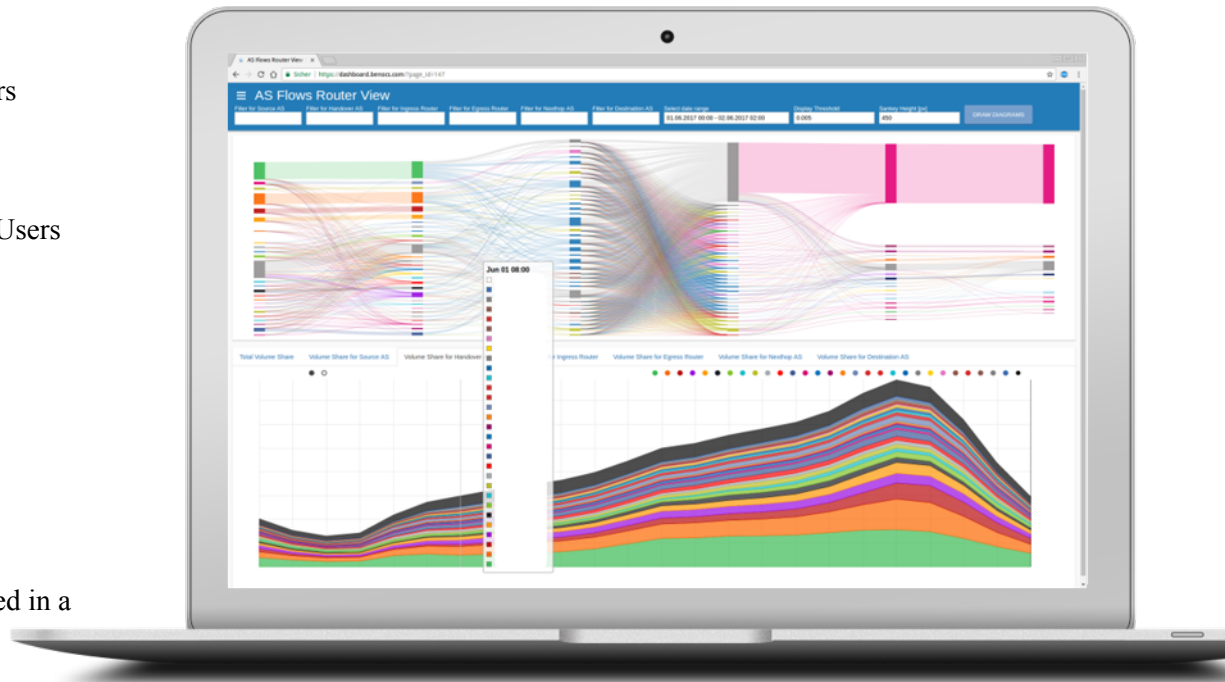 rs
Users
ed in a
AS Flows Router View
Sicher | https://dashboard.benocs.com/?page_id=147
AS Flows Router View
Filter for Source AS Filter for Handover AS Filter for Ingress Router Filter for Egress Router Filter for Nexthop AS Filter for Destination AS Select date range Display Threshold Sankey Height [px]
01.06.2017 00:00 - 02.06.2017 02:00 0.005 450 DRAW DIAGRAMS
Jun 01 08:00
Total Volume Share Volume Share for Source AS Volume Share for Handover r Ingress Router Volume Share for Egress Router Volume Share for Nexthop AS Volume Share for Destination AS